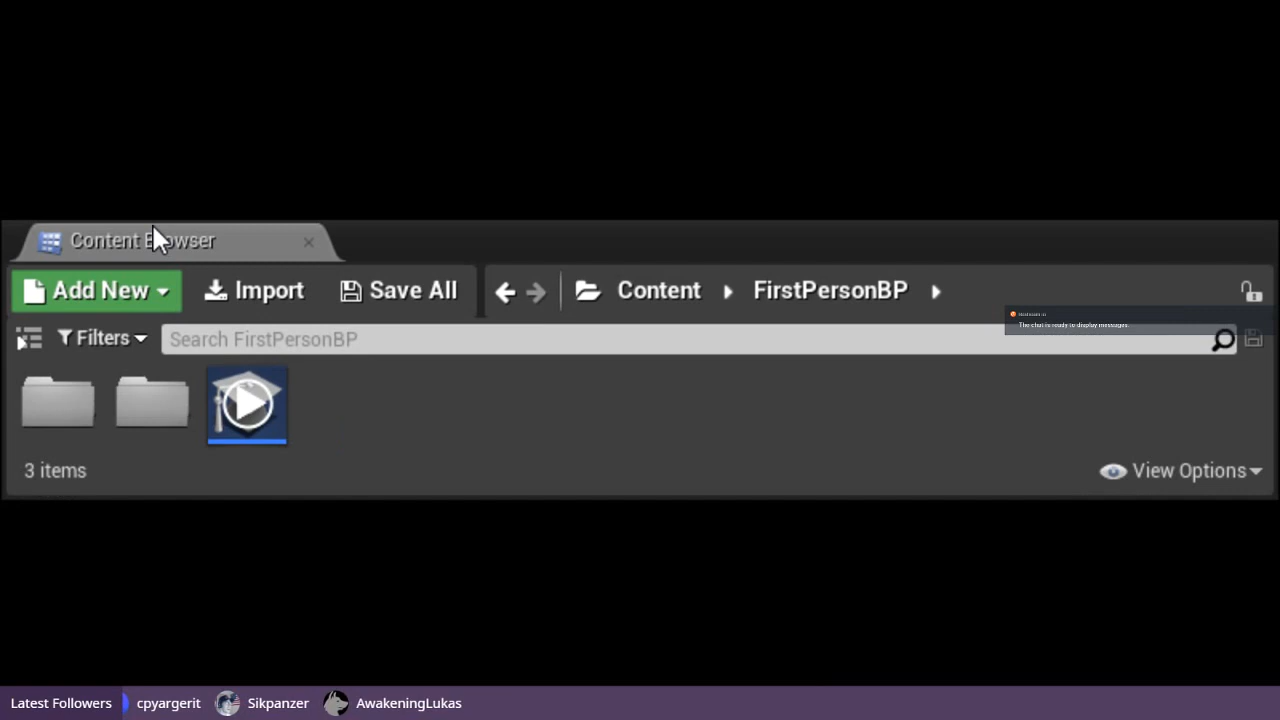 Content Browser
Add New
Import
Save All
Content
FirstPersonBP
Filters
Search FirstPersonBP
The chat is ready to display messages.
3 items
View Options
Latest Followers
cpyargerit
Sikpanzer
AwakeningLukas